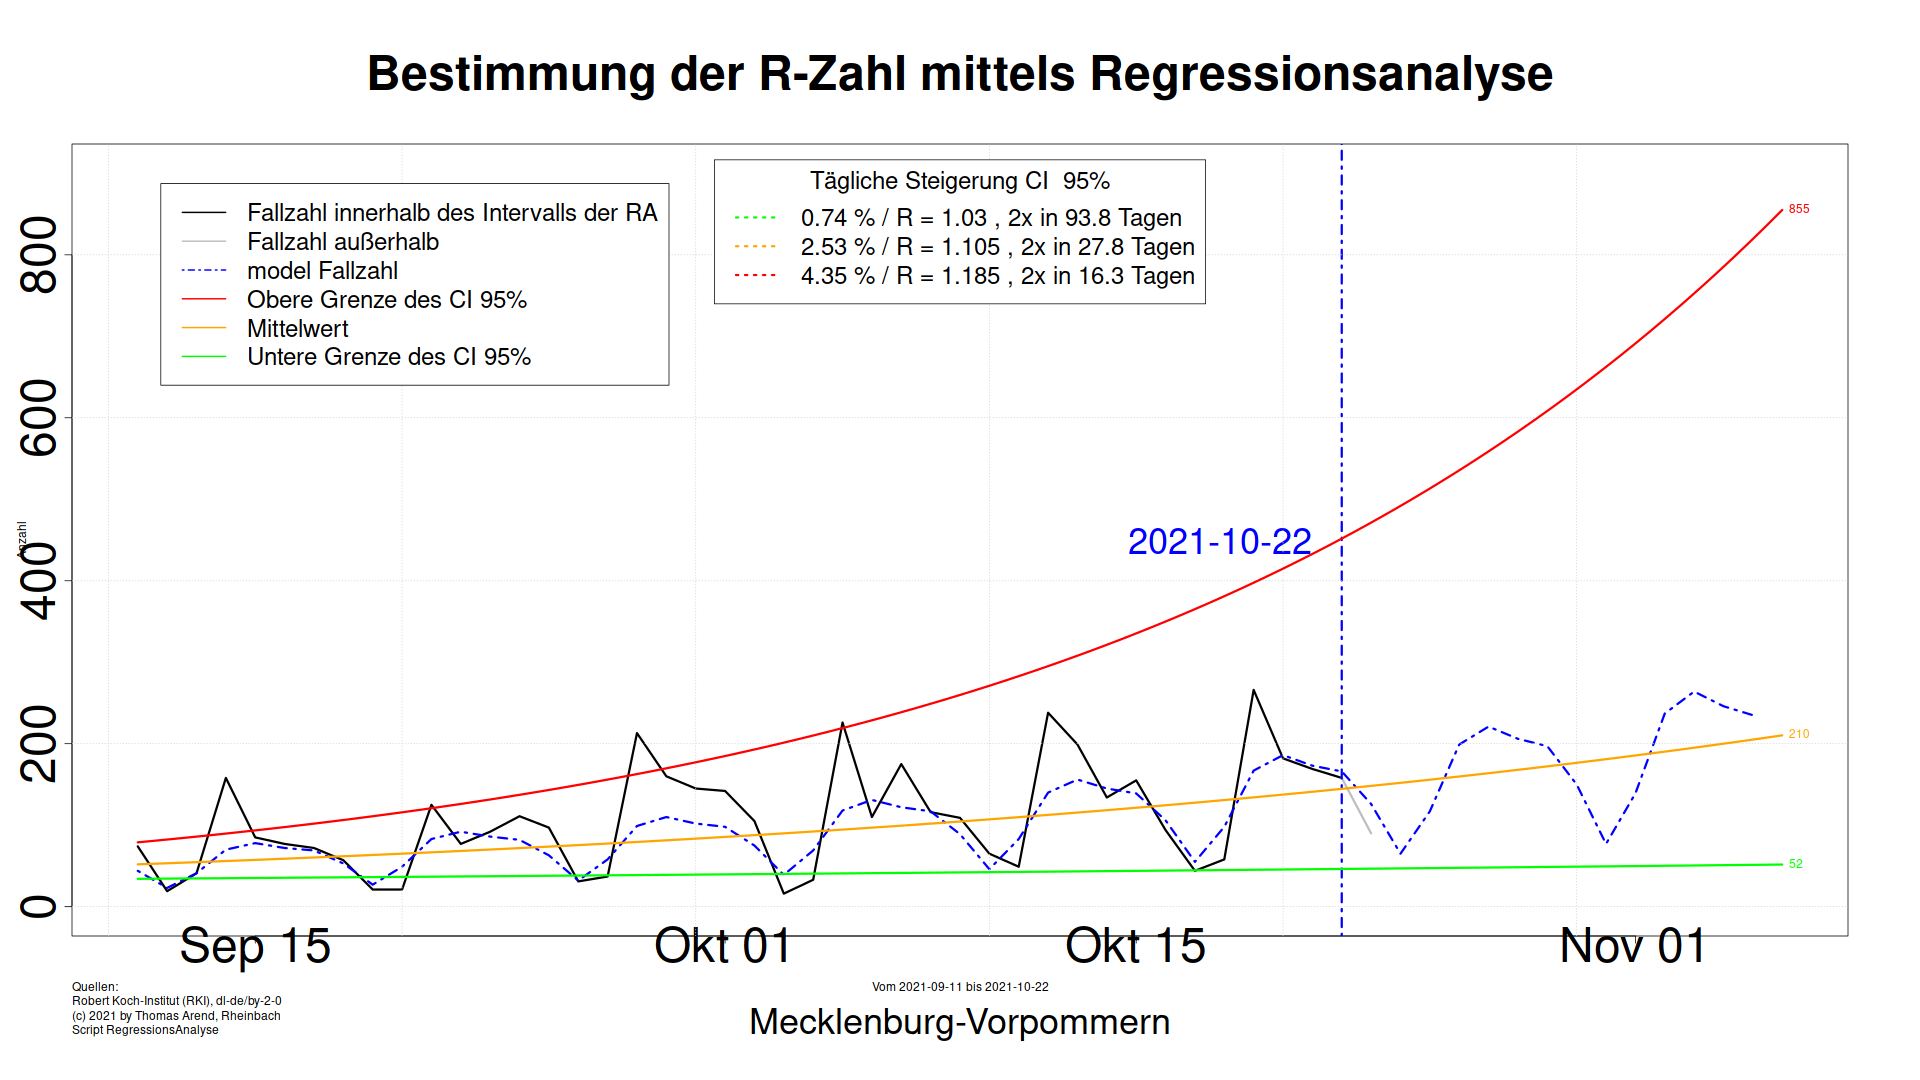 Bestimmung der R-Zahl mittels Regressionsanalyse
Fallzahl innerhalb des Intervalls der RA
Fallzahl außerhalb
model Fallzahl
Obere Grenze des CI 95%
Mittelwert
Untere Grenze des CI 95%
Tägliche Steigerung CI  95%
0.74 % / R = 1.03 , 2x in 93.8 Tagen
2.53 % / R = 1.105 , 2x in 27.8 Tagen
4.35 % / R = 1.185 , 2x in 16.3 Tagen
855
2021-10-22
210
52
Anzahl
800
600
400
200
0
Sep 15
Okt 01
Okt 15
Nov 01
Quellen:
Robert Koch-Institut (RKI), dl-de/by-2-0
(c) 2021 by Thomas Arend, Rheinbach
Script RegressionsAnalyse
Vom 2021-09-11 bis 2021-10-22
Mecklenburg-Vorpommern